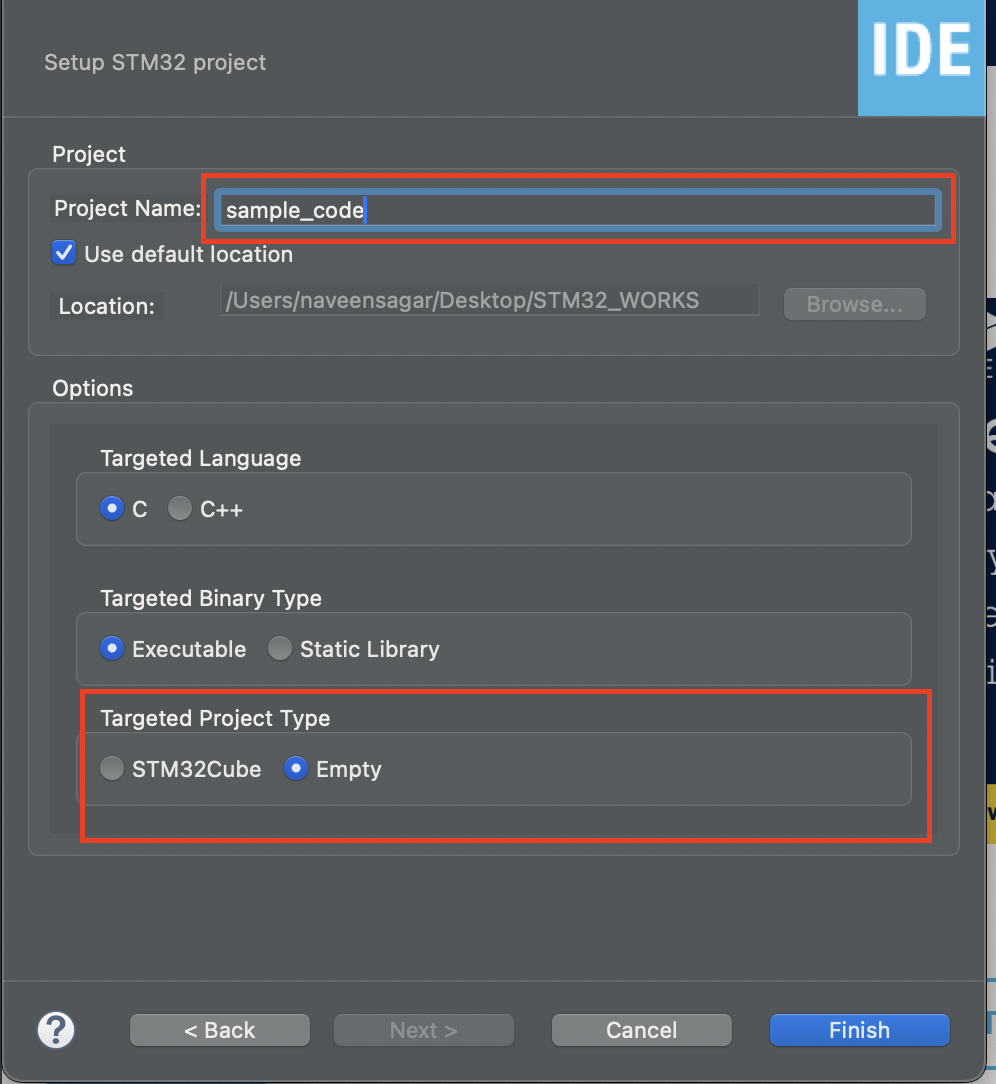 IDE
Setup STM32 project
Project
Project Name: sample_code
Use default location
Location: /Users/naveensagar/Desktop/STM32_WORKS Browse...
Options
Targeted Language
C C++
Targeted Binary Type
Executable Static Library
Targeted Project Type
STM32Cube Empty
? < Back Next > Cancel Finish